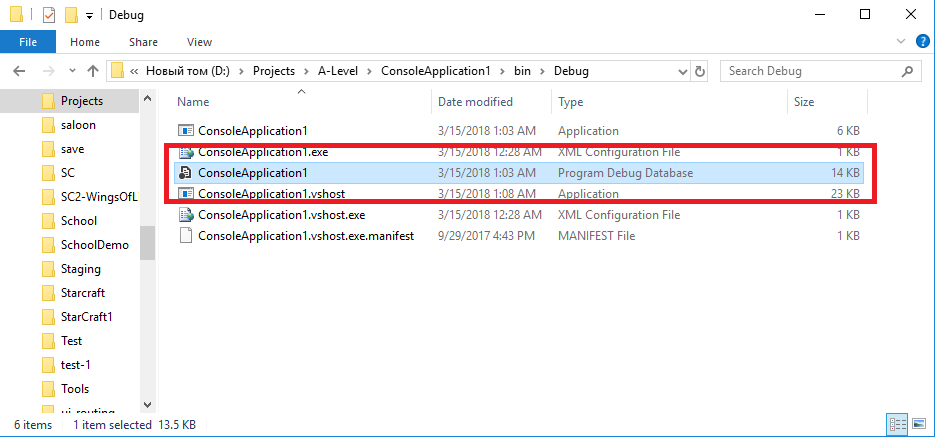 Debug
File Home Share View
Новый том (D:) Projects A-Level ConsoleApplication1 bin Debug Search Debug
Name Date modified Type Size
Projects
saloon
save
SC
SC2-WingsOfL
School
SchoolDemo
Staging
Starcraft
StarCraft1
Test
test-1
Tools
ui-routing
ConsoleApplication1 3/15/2018 1:03 AM Application 6 KB
ConsoleApplication1.exe 3/15/2018 12:28 AM XML Configuration File 1 KB
ConsoleApplication1 3/15/2018 1:03 AM Program Debug Database 14 KB
ConsoleApplication1.vshost 3/15/2018 1:08 AM Application 23 KB
ConsoleApplication1.vshost.exe 3/15/2018 12:28 AM XML Configuration File 1 KB
ConsoleApplication1.vshost.exe.manifest 9/29/2017 4:43 PM MANIFEST File 1 KB
6 items 1 item selected 13.5 KB